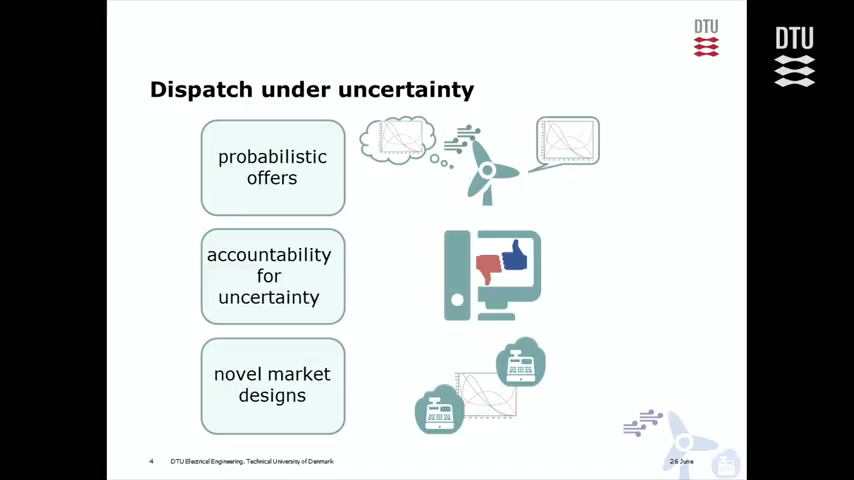 DTU
DTU
Dispatch under uncertainty
probabilistic
offers
accountability
for
uncertainty
novel market
designs
4 DTU Electrical Engineering, Technical University of Denmark
26 June